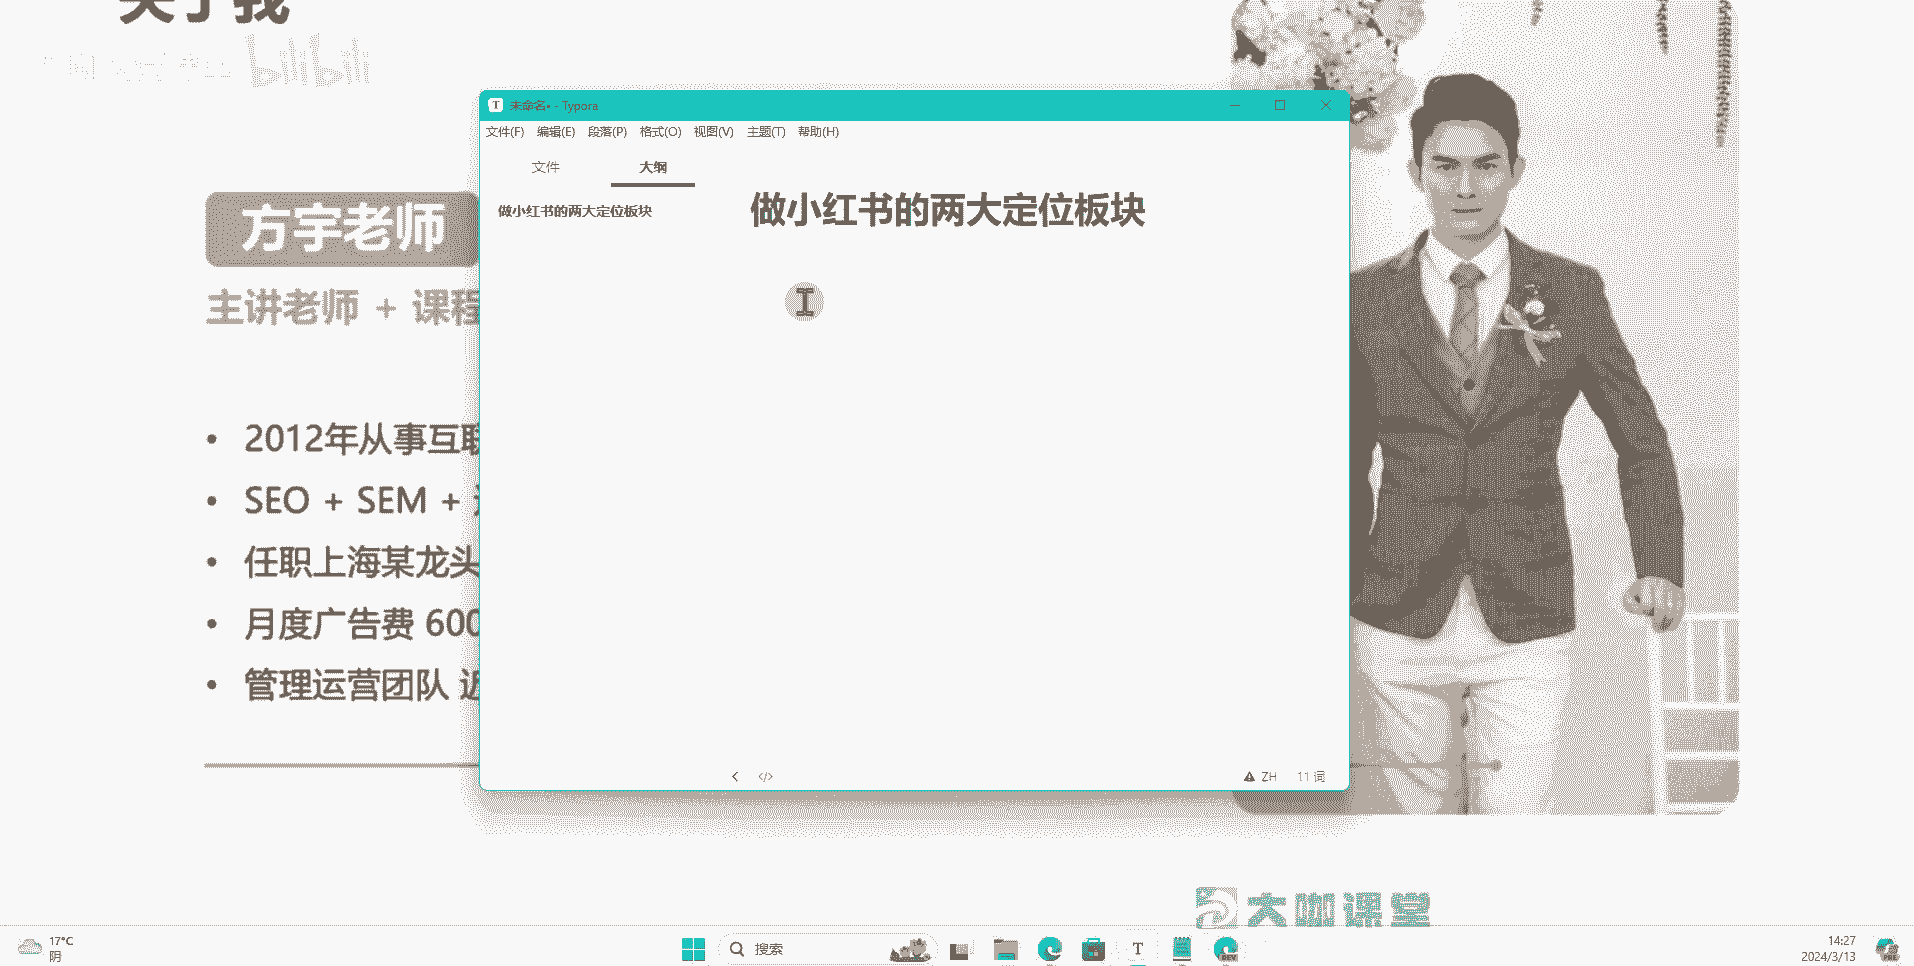 关于我
bilibili
未命名• - Typora
文件(F) 编辑(E) 段落(P) 格式(O) 视图(V) 主题(T) 帮助(H)
文件 大纲
做小红书的两大定位板块
做小红书的两大定位板块
方宇老师
主讲老师 + 课程
2012年从事互联
SEO + SEM +
任职上海某龙头
月度广告费 600
管理运营团队 近
ZH 11 词
大咖课堂
17°C
阴
搜索
T
DEV
14:27
2024/3/13
PRE